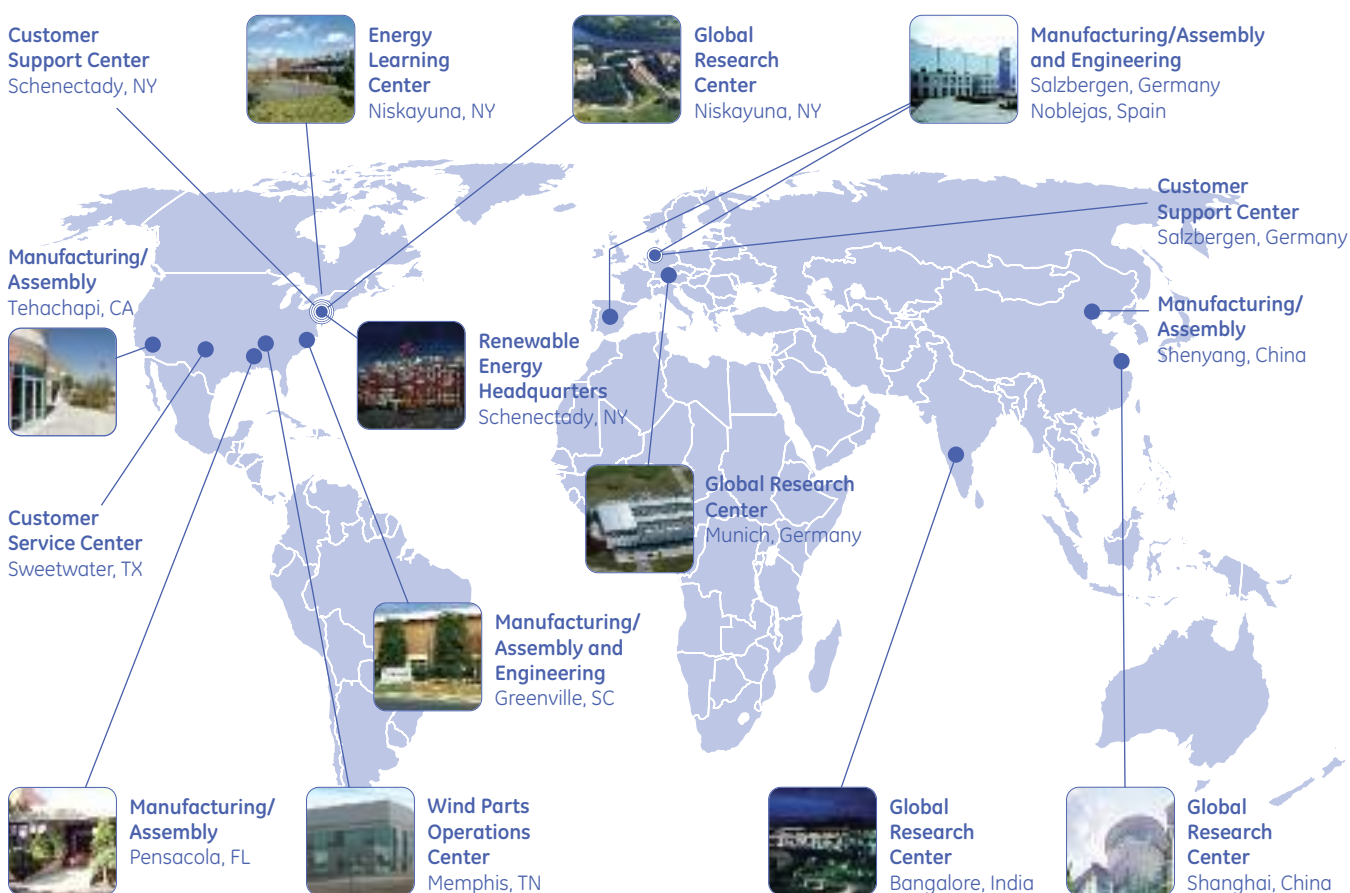 Customer
Support Center
Schenectady, NY
Energy
Learning
Center
Niskayuna, NY
Global
Research
Center
Niskayuna, NY
Manufacturing/Assembly
and Engineering
Salzbergen, Germany
Noblejas, Spain
Customer
Support Center
Salzbergen, Germany
Manufacturing/
Assembly
Tehachapi, CA
Manufacturing/
Assembly
Shenyang, China
Renewable
Energy
Headquarters
Schenectady, NY
Global Research
Center
Munich, Germany
Customer
Service Center
Sweetwater, TX
Manufacturing/
Assembly and
Engineering
Greenville, SC
Manufacturing/
Assembly
Pensacola, FL
Wind Parts
Operations
Center
Memphis, TN
Global
Research
Center
Bangalore, India
Global
Research
Center
Shanghai, China